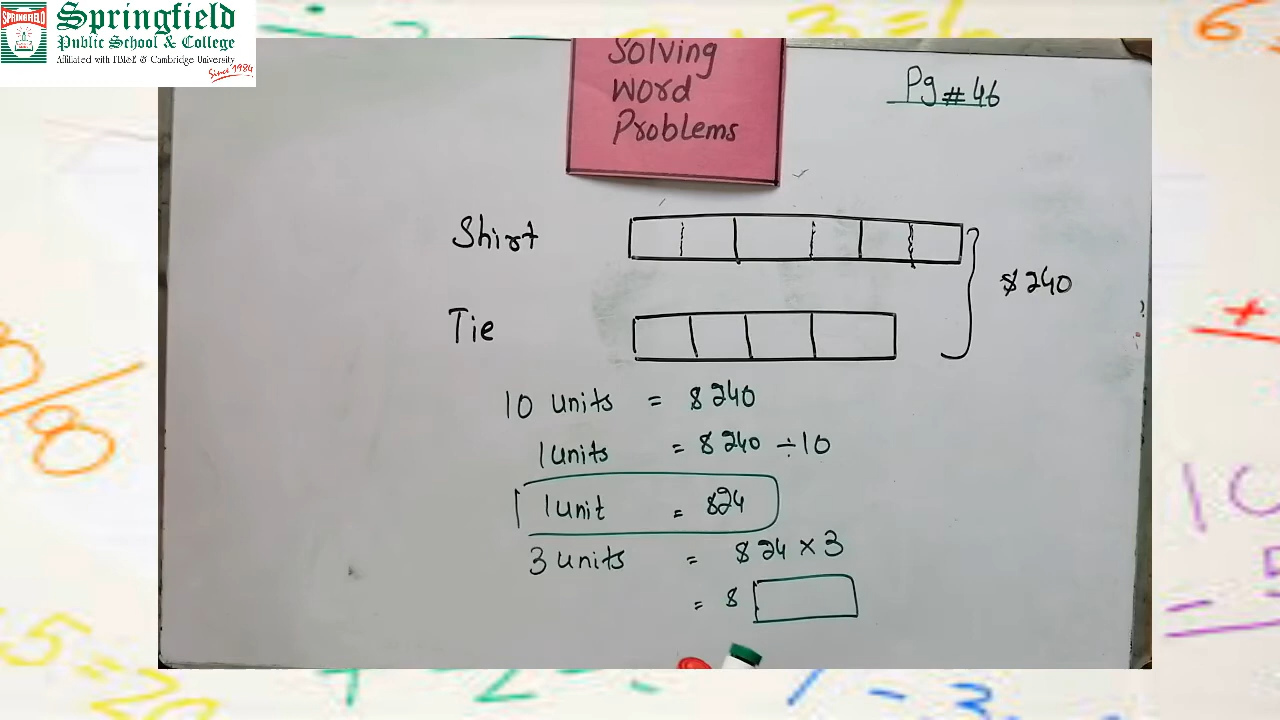 Springfield
SPRINGFIELD
Public School & College
Affiliated with FBISE & Cambridge University
Since 1984
Solving
Word
Problems
Pg # 46
Shirt
$ 240
Tie
10 units = $ 240
1 units = $ 240 ÷ 10
1 unit = $24
3 units = $ 24 × 3
= $